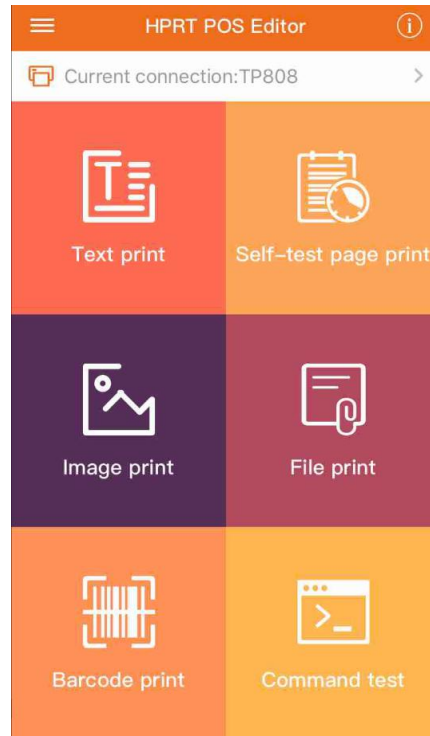 HPRT POS Editor
Current connection:TP808
Text print
Self-test page print
Image print
File print
Barcode print
Command test